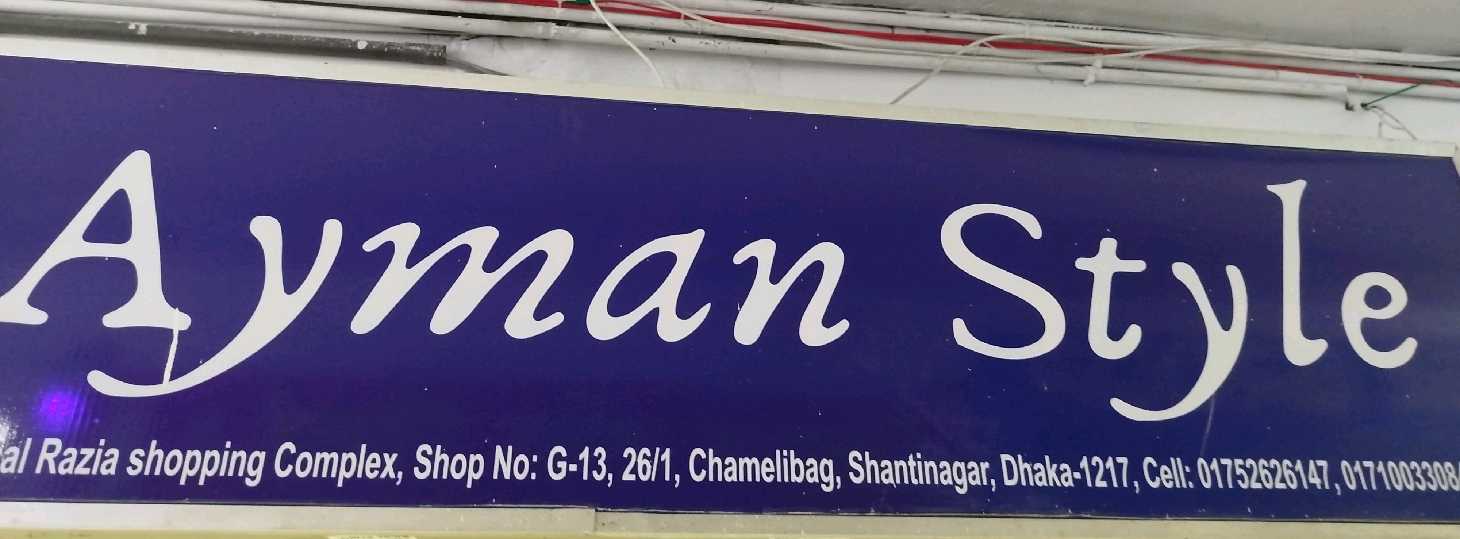 Ayman Style
al Razia shopping Complex, Shop No: G-13, 26/1, Chamelibag, Shantinagar, Dhaka-1217, Cell: 01752626147, 0171003308